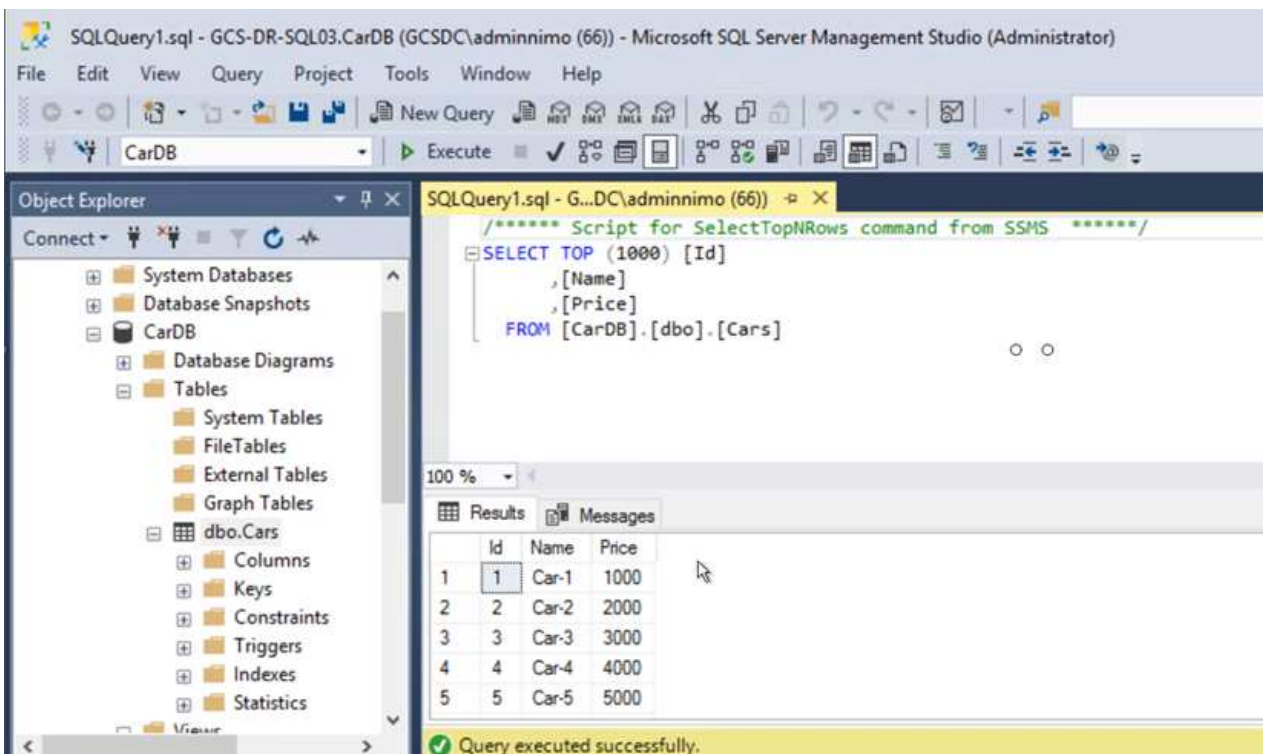 SQLQuery1.sql - GCS-DR-SQL03.CarDB (GCSDC\adminnimo (66)) - Microsoft SQL Server Management Studio (Administrator)
File Edit View Query Project Tools Window Help
New Query MDX DMX XMLA DAX
CarDB Execute
Object Explorer
Connect
System Databases
Database Snapshots
CarDB
Database Diagrams
Tables
System Tables
FileTables
External Tables
Graph Tables
dbo.Cars
Columns
Keys
Constraints
Triggers
Indexes
Statistics
Views
SQLQuery1.sql - G...DC\adminnimo (66))
/****** Script for SelectTopNRows command from SSMS ******/
SELECT TOP (1000) [Id]
,[Name]
,[Price]
FROM [CarDB].[dbo].[Cars]
100 %
Results Messages
Id Name Price
1 1 Car-1 1000
2 2 Car-2 2000
3 3 Car-3 3000
4 4 Car-4 4000
5 5 Car-5 5000
Query executed successfully.